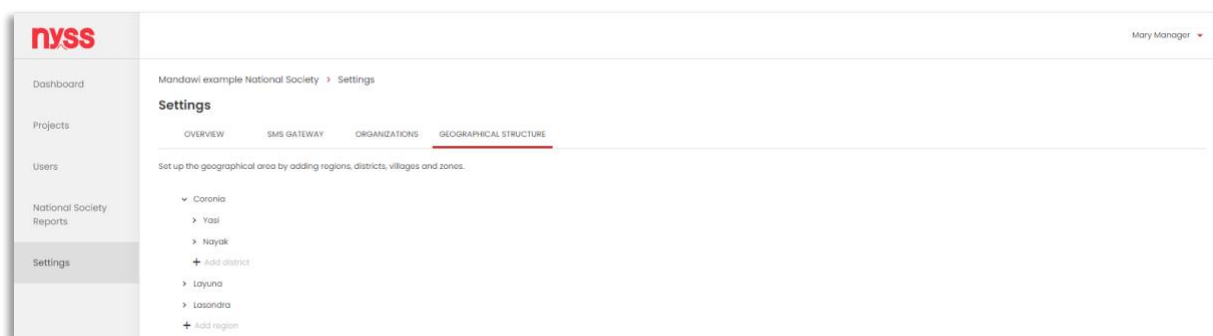 nyss
Mary Manager
Dashboard
Projects
Users
National Society
Reports
Settings
Mandawi example National Society > Settings
Settings
OVERVIEW SMS GATEWAY ORGANIZATIONS GEOGRAPHICAL STRUCTURE
Set up the geographical area by adding regions, districts, villages and zones.
Coronia
Yasi
Nayak
+ Add district
Layuna
Lasondra
+ Add region